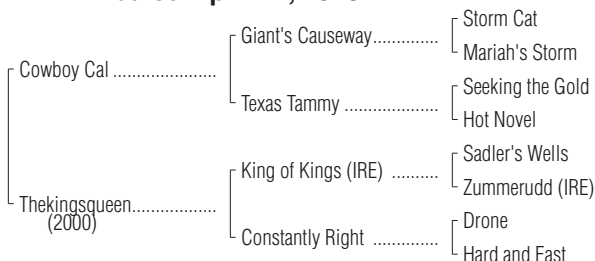 Giant's Causeway..............
Storm Cat
Mariah's Storm
Cowboy Cal .....................
Texas Tammy ...................
Seeking the Gold
Hot Novel
King of Kings (IRE) ..........
Sadler's Wells
Zummerudd (IRE)
Thekingsqueen.................
(2000)
Constantly Right .............
Drone
Hard and Fast